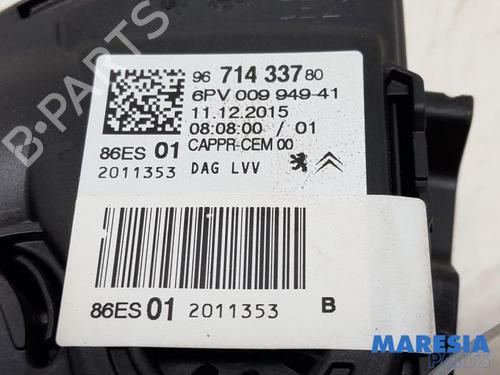 96 714 337 80
6PV 009 949-41
11.12.2015
08:08:00 / 01
CAPPR-CEM 00
86ES 01
2011353 DAG LVV
86ES 01 2011353 B
MARESIA
PARTS